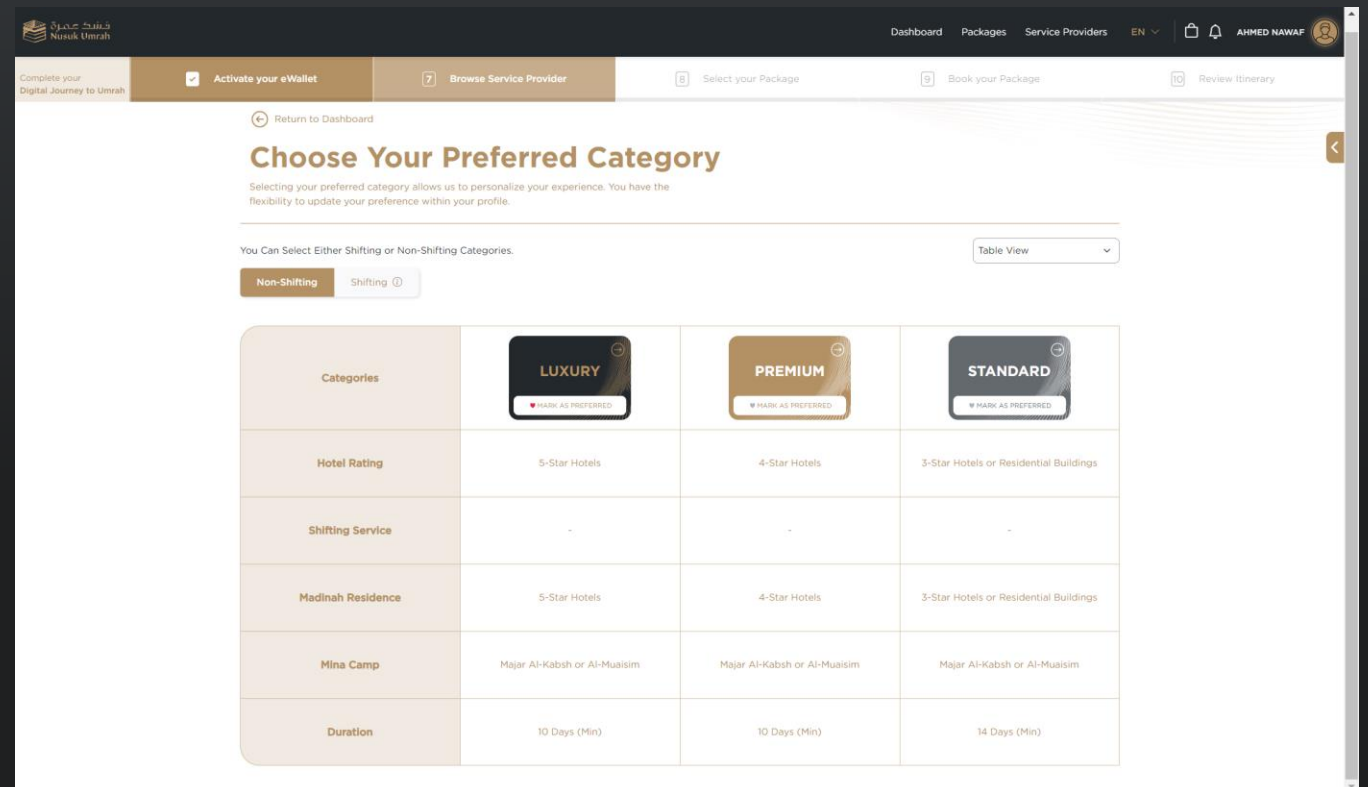 نسك عمرة
Nusuk Umrah
Dashboard Packages Service Providers EN AHMED NAWAF
Complete your
Digital Journey to Umrah
Activate your eWallet
7 Browse Service Provider
8 Select your Package
9 Book your Package
10 Review Itinerary
Return to Dashboard
Choose Your Preferred Category
Selecting your preferred category allows us to personalize your experience. You have the
flexibility to update your preference within your profile.
You Can Select Either Shifting or Non-Shifting Categories.
Table View
Non-Shifting Shifting
Categories
LUXURY
MARK AS PREFERRED
PREMIUM
MARK AS PREFERRED
STANDARD
MARK AS PREFERRED
Hotel Rating 5-Star Hotels 4-Star Hotels 3-Star Hotels or Residential Buildings
Shifting Service - - -
Madinah Residence 5-Star Hotels 4-Star Hotels 3-Star Hotels or Residential Buildings
Mina Camp Majar Al-Kabsh or Al-Muaisim Majar Al-Kabsh or Al-Muaisim Majar Al-Kabsh or Al-Muaisim
Duration 10 Days (Min) 10 Days (Min) 14 Days (Min)